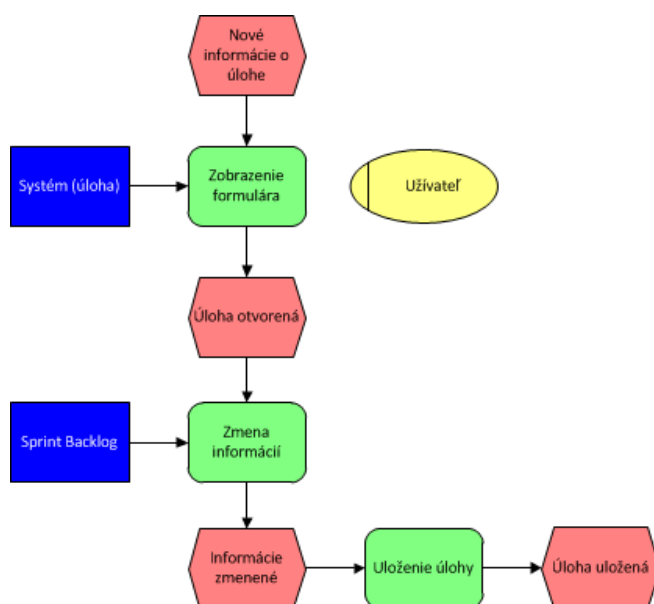 Nové
informácie o
úlohe
Systém (úloha)
Zobrazenie
formulára
Užívateľ
Úloha otvorená
Sprint Backlog
Zmena
informácií
Informácie
zmenené
Uloženie úlohy
Úloha uložená